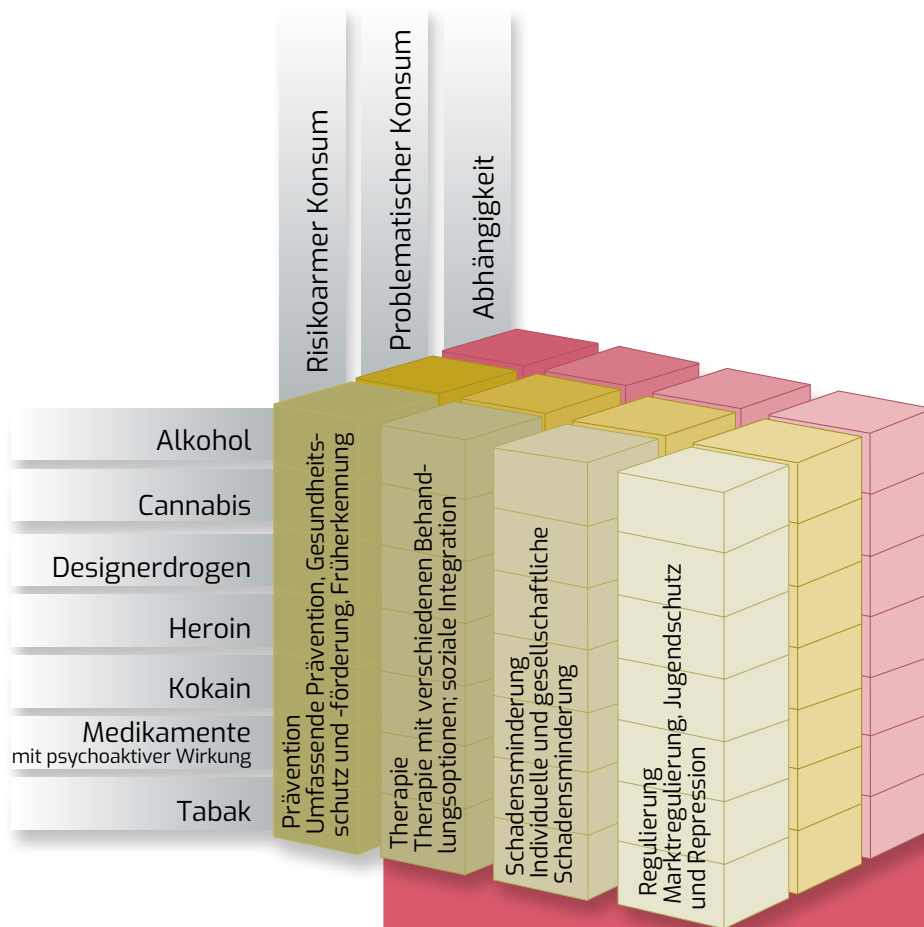 Risikoarmer Konsum
Problematischer Konsum
Abhängigkeit
Alkohol
Cannabis
Designerdrogen
Heroin
Kokain
Medikamente
mit psychoaktiver Wirkung
Tabak
Prävention
Umfassende Prävention, Gesundheits-
schutz und -förderung, Früherkennung
Therapie
Therapie mit verschiedenen Behand-
lungsoptionen; soziale Integration
Schadensminderung
Individuelle und gesellschaftliche
Schadensminderung
Regulierung
Marktregulierung, Jugendschutz
und Repression